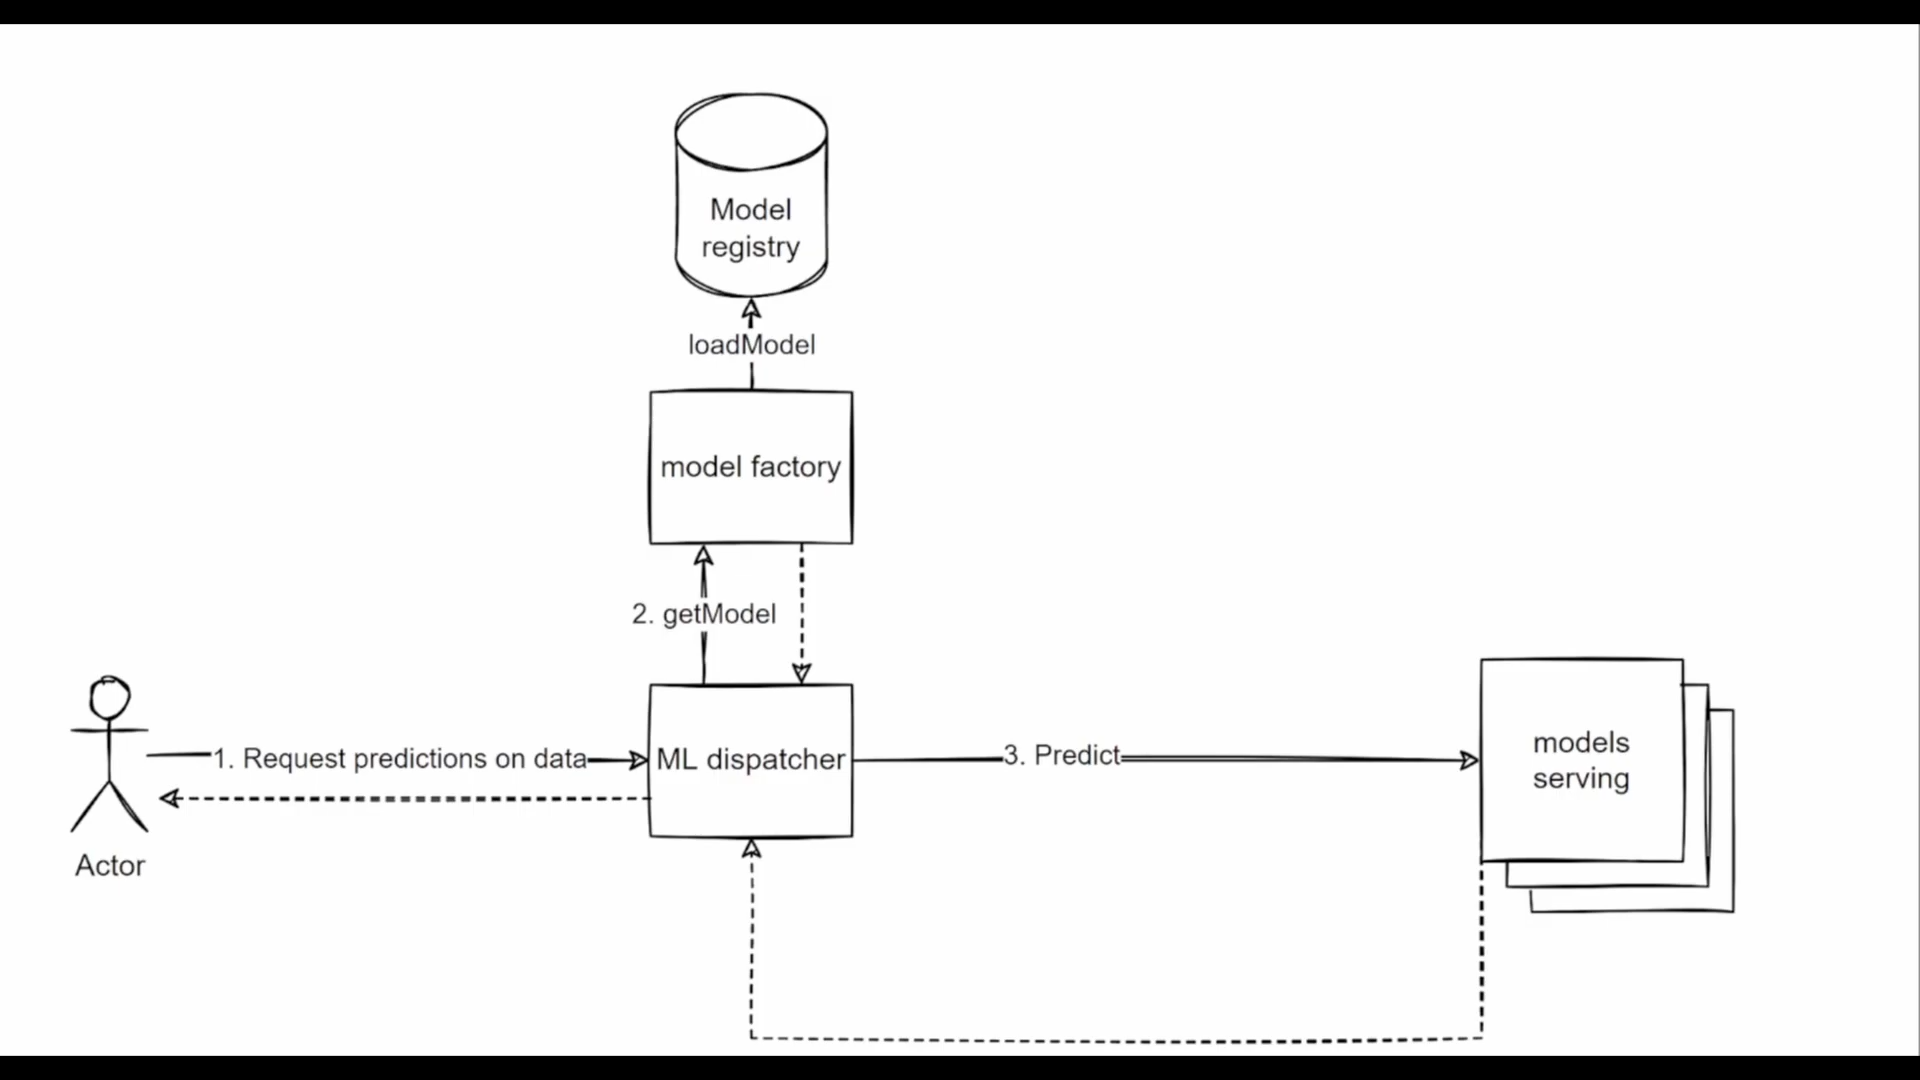 Model
registry
loadModel
model factory
2. getModel
1. Request predictions on data
ML dispatcher
3. Predict
models
serving
Actor